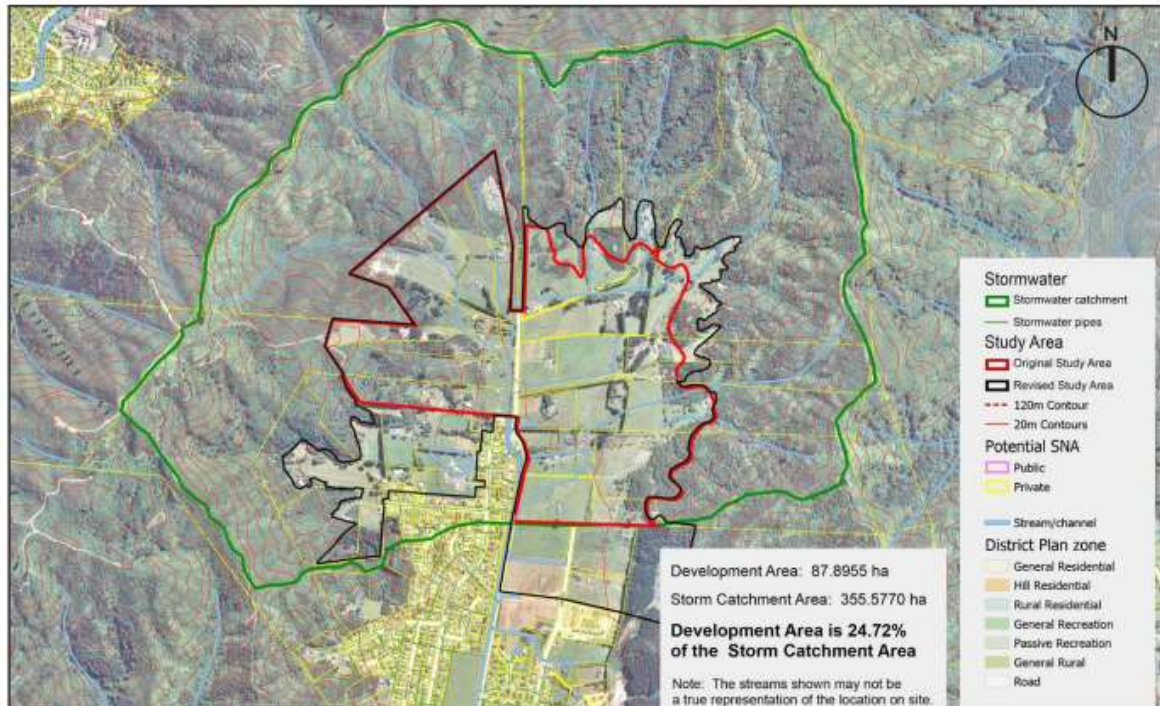 N
Stormwater
Stormwater catchment
Stormwater pipes
Study Area
Original Study Area
Revised Study Area
120m Contour
20m Contours
Potential SNA
Public
Private
Stream/channel
District Plan zone
General Residential
Hill Residential
Rural Residential
General Recreation
Passive Recreation
General Rural
Road
Development Area: 87.8955 ha
Storm Catchment Area: 355.5770 ha
Development Area is 24.72%
of the Storm Catchment Area
Note: The streams shown may not be
a true representation of the location on site.